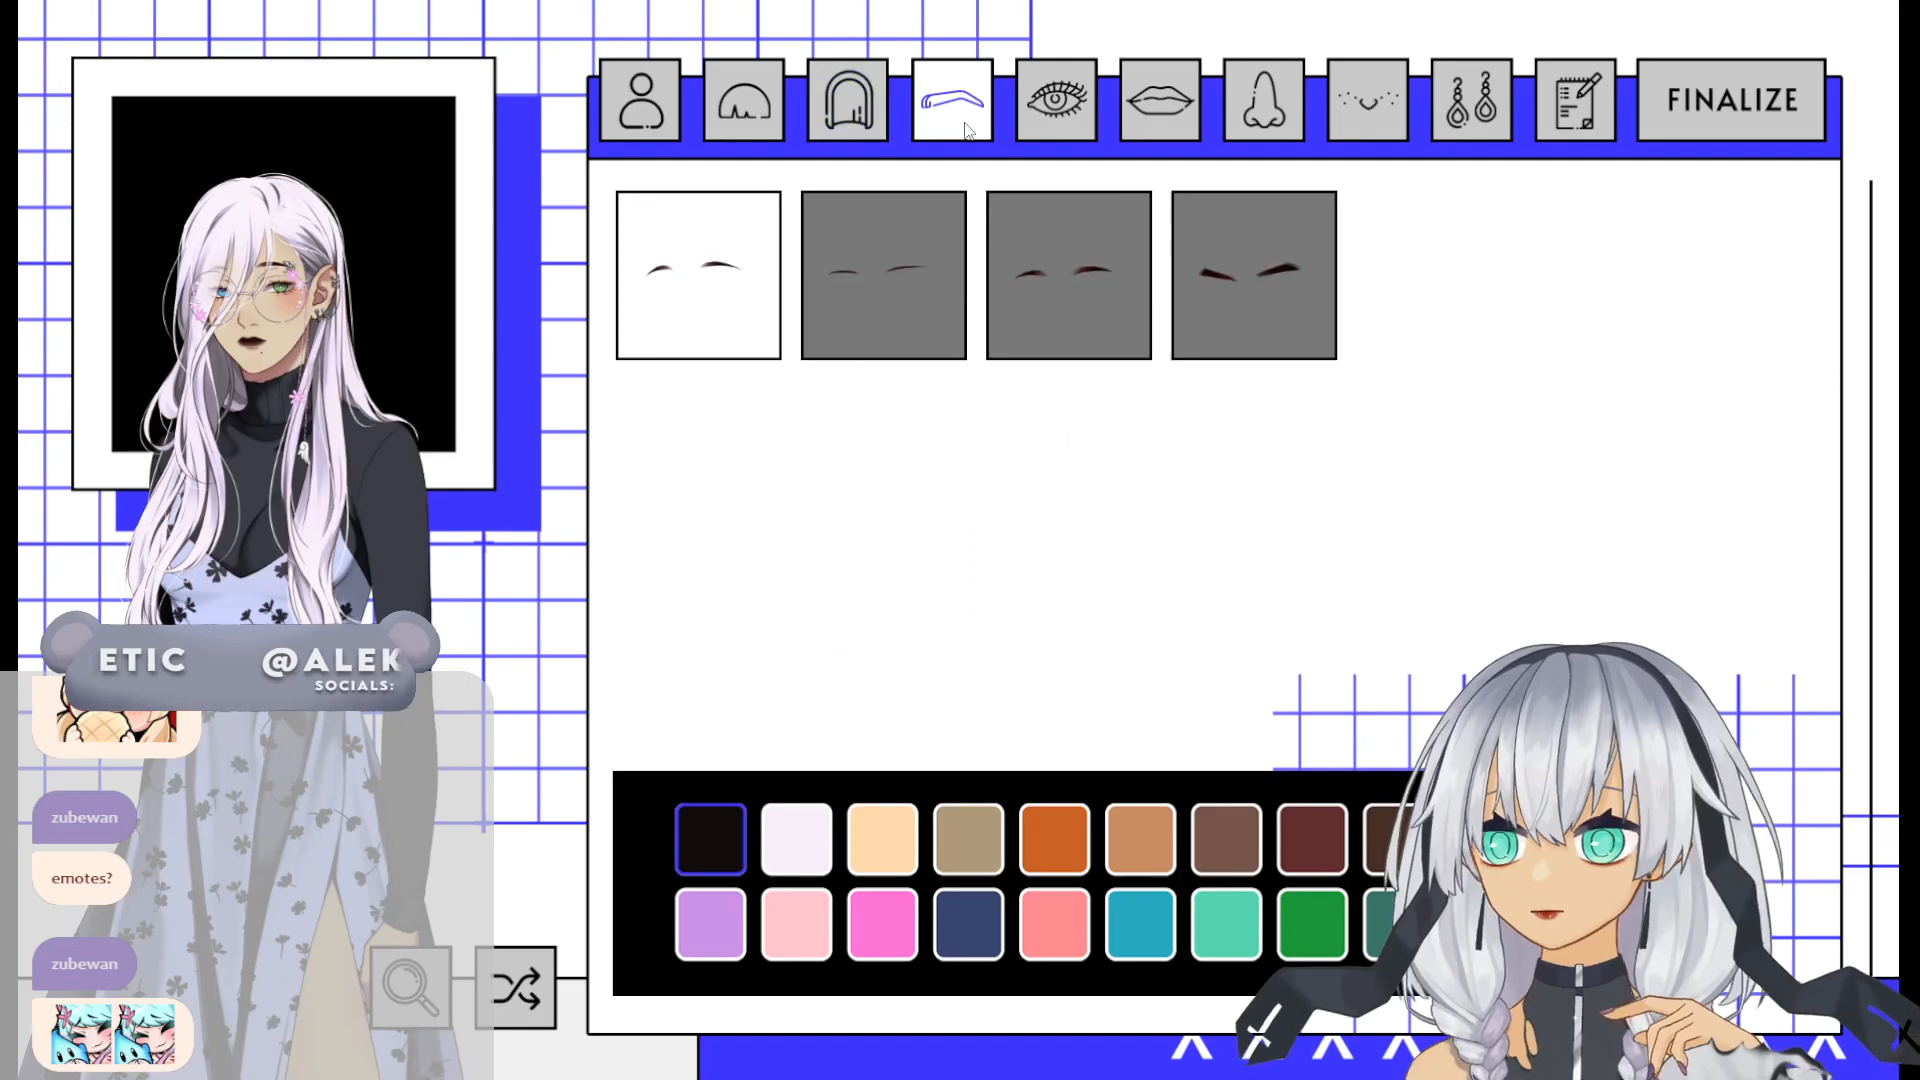 FINALIZE
ETIC @ALEK
SOCIALS:
zubewan
emotes?
zubewan